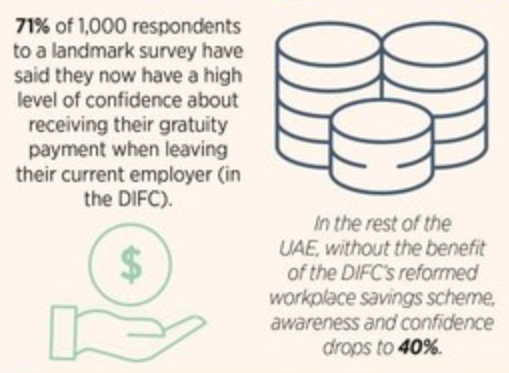 71% of 1,000 respondents
to a landmark survey have
said they now have a high
level of confidence about
receiving their gratuity
payment when leaving
their current employer (in
the DIFC).
$
In the rest of the
UAE, without the benefit
of the DIFC's reformed
workplace savings scheme,
awareness and confidence
drops to 40%.